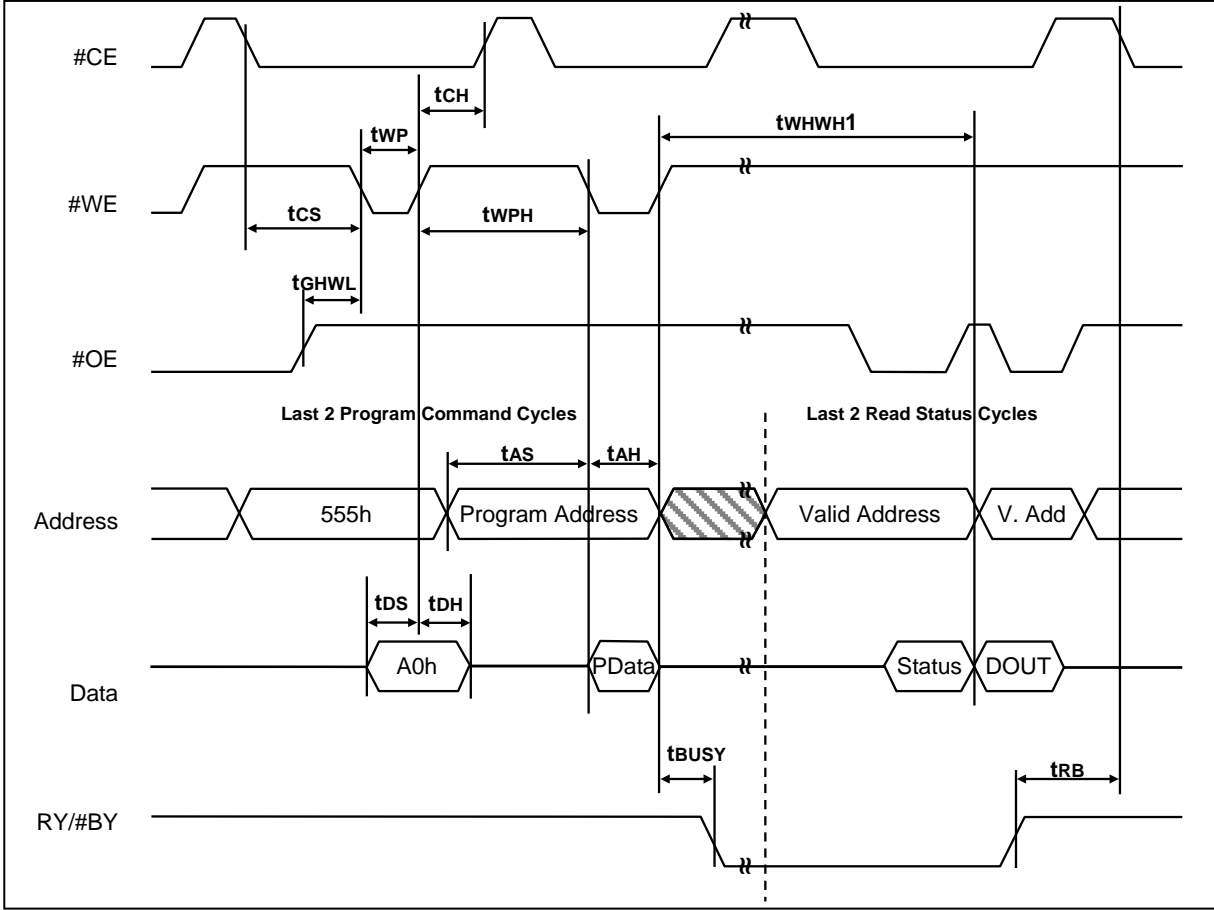 #CE
tCH
tWHWH1
tWP
#WE
tCS
tWPH
tGHWL
#OE
Last 2 Program Command Cycles
Last 2 Read Status Cycles
tAS
tAH
Address
555h
Program Address
Valid Address
V. Add
tDS
tDH
Data
A0h
PData
Status
DOUT
tBUSY
tRB
RY/#BY